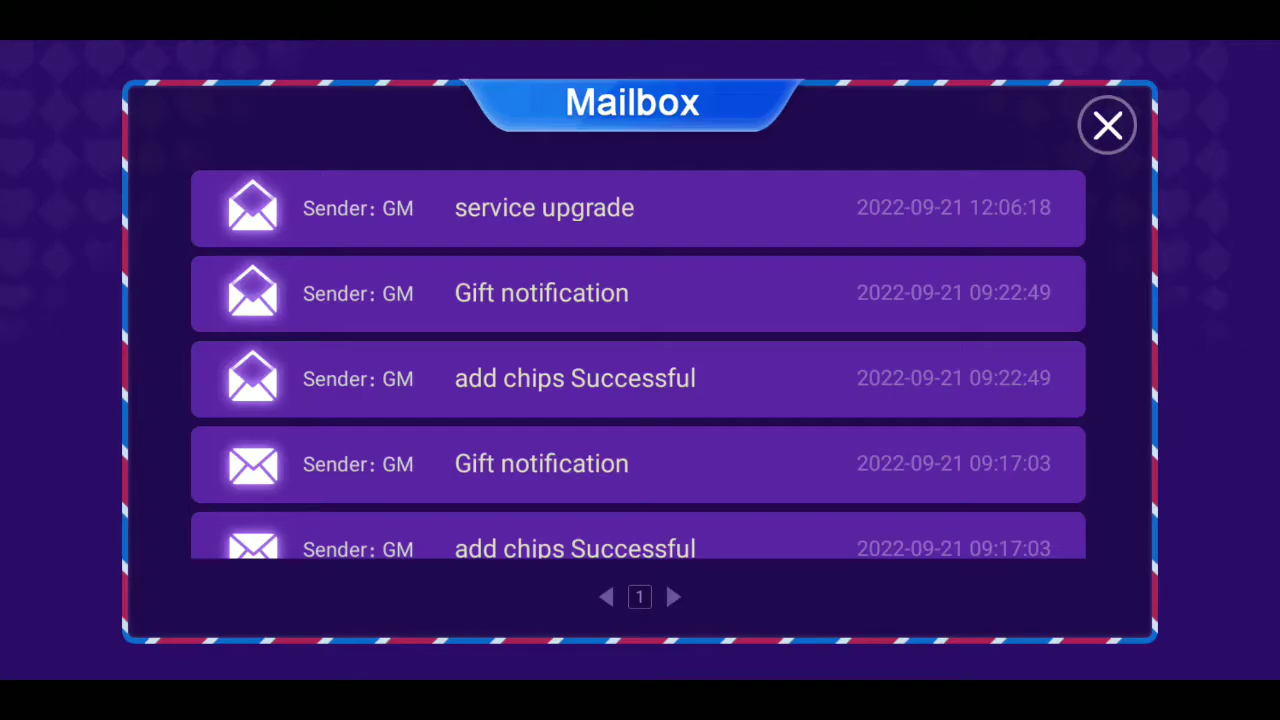 Mailbox
Sender: GM service upgrade 2022-09-21 12:06:18
Sender: GM Gift notification 2022-09-21 09:22:49
Sender: GM add chips Successful 2022-09-21 09:22:49
Sender: GM Gift notification 2022-09-21 09:17:03
Sender: GM add chips Successful 2022-09-21 09:17:03
1